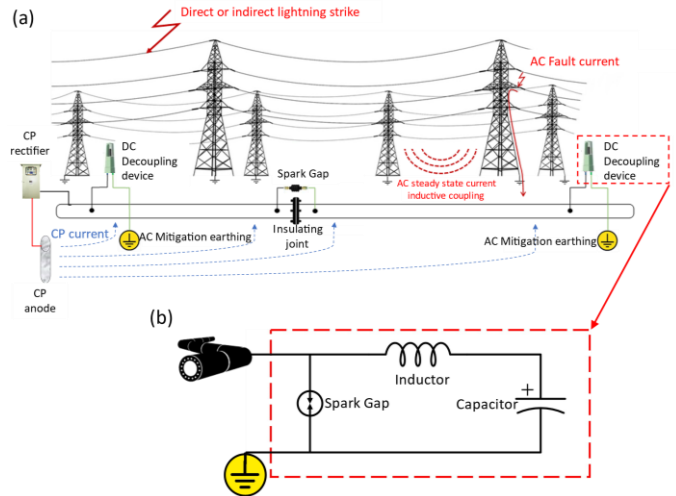 (a)
Direct or indirect lightning strike
AC Fault current
CP
rectifier
DC
Decoupling
device
Spark Gap
AC steady state current
inductive coupling
DC
Decoupling
device
CP current
AC Mitigation earthing
Insulating
joint
AC Mitigation earthing
CP
anode
(b)
Inductor
Spark Gap
Capacitor
+